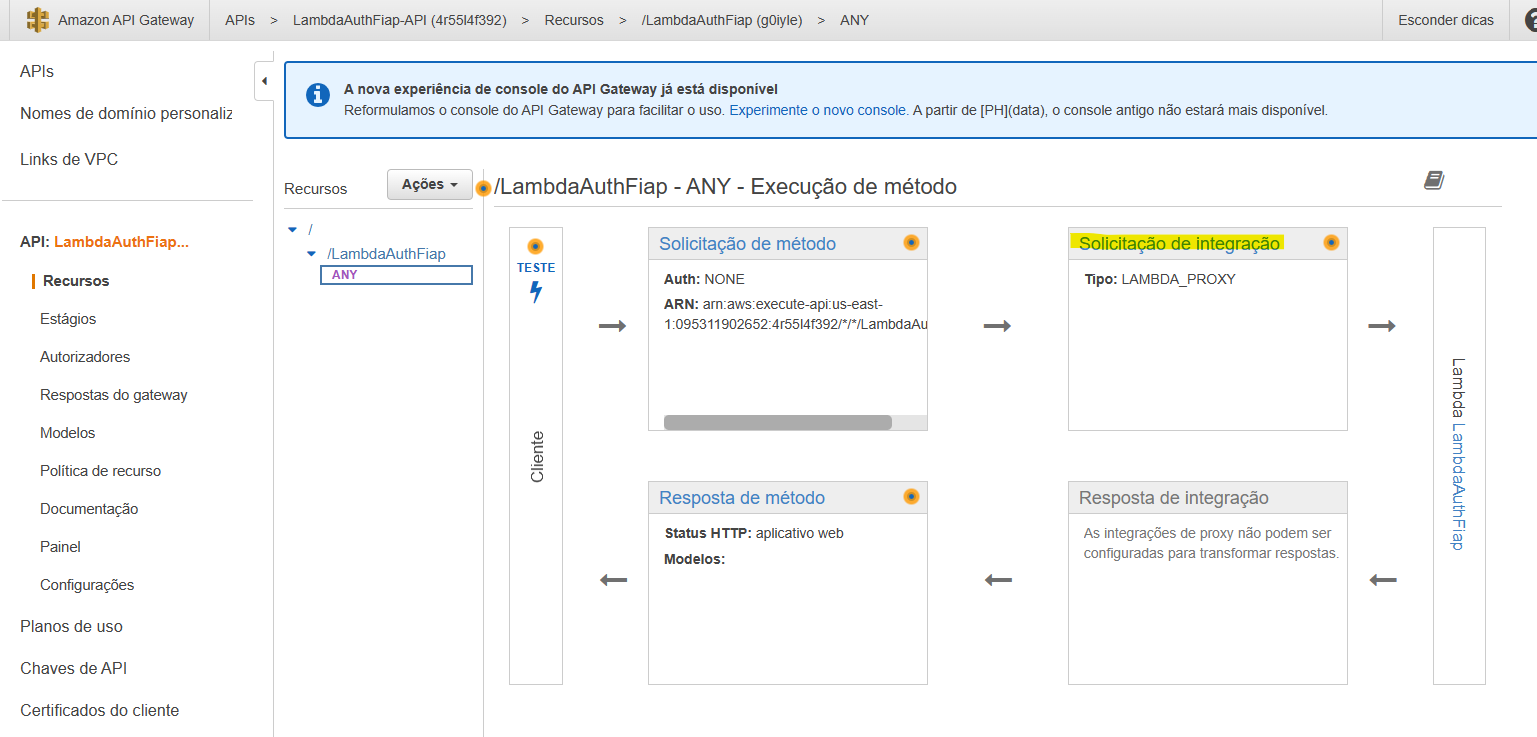 Amazon API Gateway
APIs > LambdaAuthFiap-API (4r55l4f392) > Recursos > /LambdaAuthFiap (g0iyle) > ANY
Esconder dicas
APIs
Nomes de domínio personaliz
Links de VPC
API: LambdaAuthFiap...
Recursos
Estágios
Autorizadores
Respostas do gateway
Modelos
Política de recurso
Documentação
Painel
Configurações
Planos de uso
Chaves de API
Certificados do cliente
A nova experiência de console do API Gateway já está disponível
Reformulamos o console do API Gateway para facilitar o uso. Experimente o novo console. A partir de [PH](data), o console antigo não estará mais disponível.
Recursos
Ações
/
/LambdaAuthFiap
ANY
/LambdaAuthFiap - ANY - Execução de método
TESTE
Cliente
Solicitação de método
Auth: NONE
ARN: arn:aws:execute-api:us-east-
1:095311902652:4r55l4f392/*/*/LambdaAu
Solicitação de integração
Tipo: LAMBDA_PROXY
Lambda LambdaAuthFiap
Resposta de método
Status HTTP: aplicativo web
Modelos:
Resposta de integração
As integrações de proxy não podem ser
configuradas para transformar respostas.